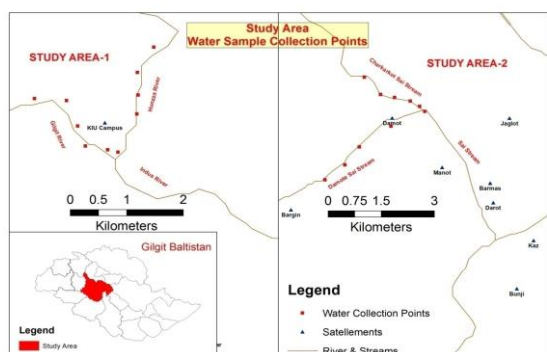 Study Area
Water Sample Collection Points
STUDY AREA-1
Hunza River
KIU Campus
Gilgit River
Indus River
0 0.5 1 2
Kilometers
Gilgit Baltistan
Legend
Study Area
STUDY AREA-2
Charkarkot Sai Stream
Damot
Jaglot
Sai Stream
Damote Sai Stream
Manot
Barmas
Darot
Bargin
0 0.75 1.5 3
Kilometers
Kaz
Bunji
Legend
Water Collection Points
Satellements
River & Streams